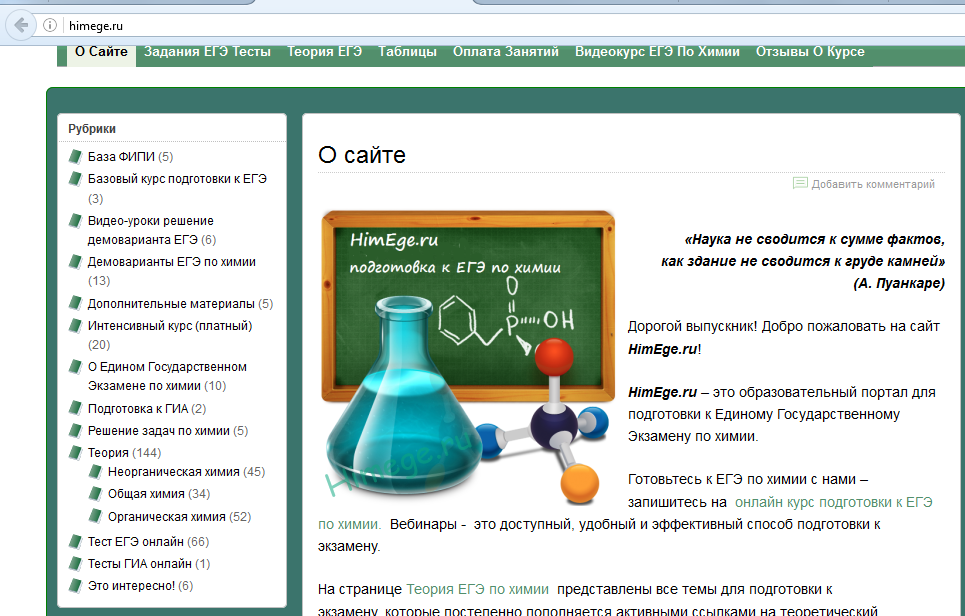 himege.ru
О Сайте Задания ЕГЭ Тесты Теория ЕГЭ Таблицы Оплата Занятий Видеокурс ЕГЭ По Химии Отзывы О Курсе
Рубрики
База ФИПИ (5)
Базовый курс подготовки к ЕГЭ
(3)
Видео-уроки решение
демоварианта ЕГЭ (6)
Демоварианты ЕГЭ по химии
(13)
Дополнительные материалы (5)
Интенсивный курс (платный)
(20)
О Едином Государственном
Экзамене по химии (10)
Подготовка к ГИА (2)
Решение задач по химии (5)
Теория (144)
Неорганическая химия (45)
Общая химия (34)
Органическая химия (52)
Тест ЕГЭ онлайн (66)
Тесты ГИА онлайн (1)
Это интересно! (6)
О сайте
Добавить комментарий
HimEge.ru
подготовка к ЕГЭ по химии
O
P
OH
HimEge.ru
«Наука не сводится к сумме фактов,
как здание не сводится к груде камней»
(А. Пуанкаре)
Дорогой выпускник! Добро пожаловать на сайт
HimEge.ru!
HimEge.ru – это образовательный портал для
подготовки к Единому Государственному
Экзамену по химии.
Готовьтесь к ЕГЭ по химии с нами –
запишитесь на онлайн курс подготовки к ЕГЭ
по химии. Вебинары - это доступный, удобный и эффективный способ подготовки к
экзамену.
На странице Теория ЕГЭ по химии представлены все темы для подготовки к
экзамену, которые постепенно пополняется активными ссылками на теоретический